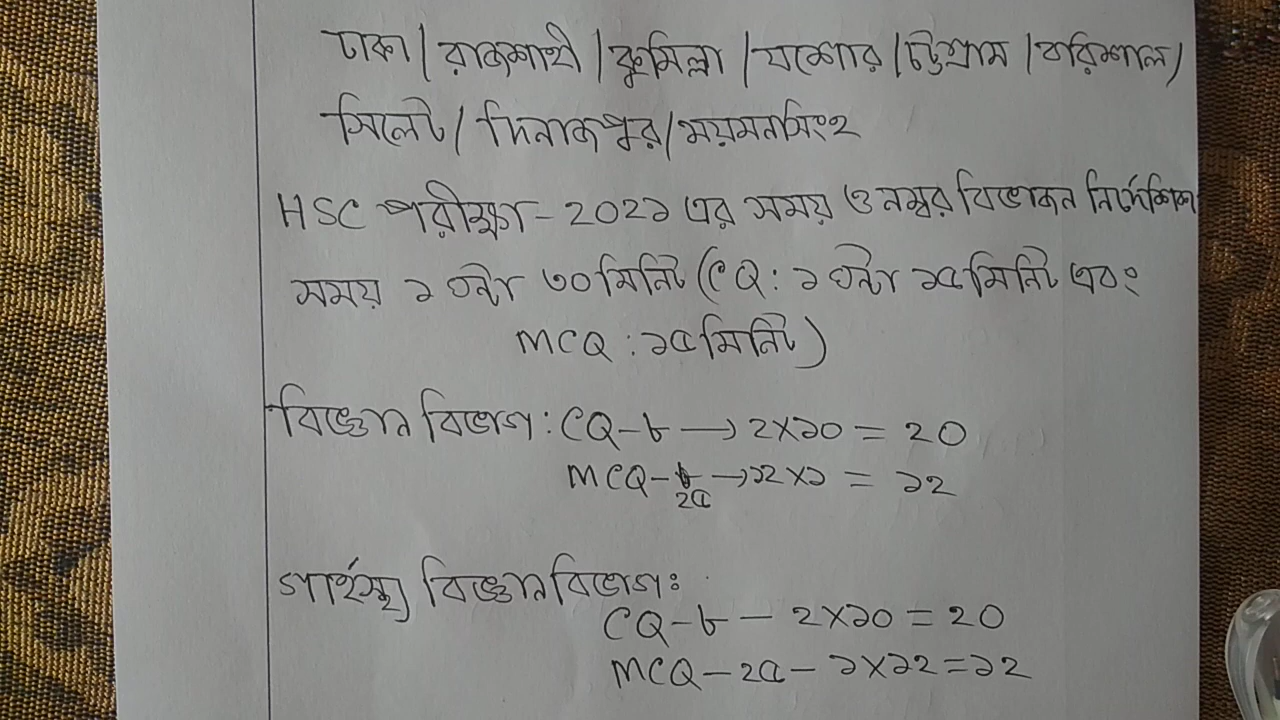 ঢাকা/রাজশাহী/কুমিল্লা/যশোর/চট্টগ্রাম/বরিশাল/
সিলেট/দিনাজপুর/ময়মনসিংহ
HSC পরীক্ষা-২০২১ এর সময় ও নম্বর বিভাজন নির্দেশিকা
সময় ১ ঘন্টা ৩০ মিনিট (CQ: ১ ঘন্টা ১৫ মিনিট এবং
MCQ : ১৫ মিনিট)
বিজ্ঞান বিভাগ: CQ-৮ → ২×১০ = ২০
MCQ-২৫ → ১২×১ = ১২
গার্হস্থ্য বিজ্ঞান বিভাগঃ
CQ-৮ - ২×১০ = ২০
MCQ-২৫ - ১×১২ = ১২